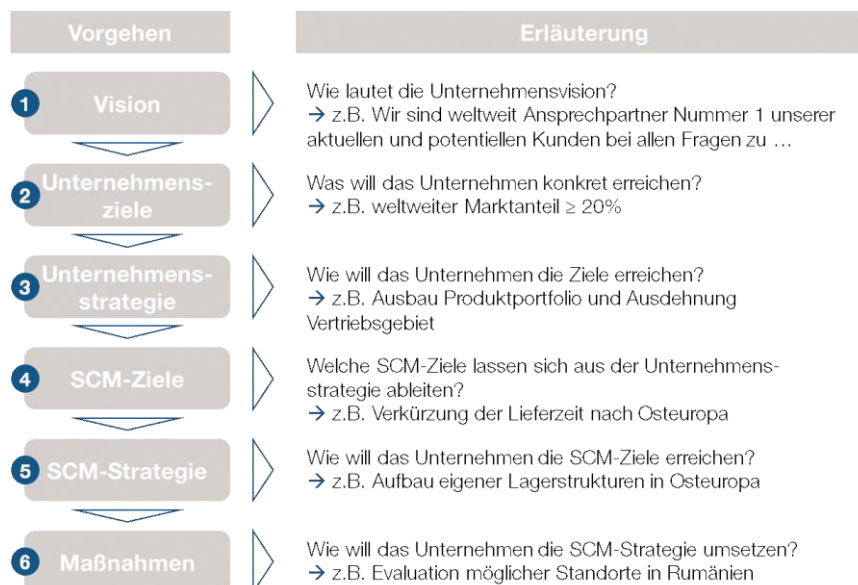 Vorgehen
Erläuterung
1
Vision
Wie lautet die Unternehmensvision?
→ z.B. Wir sind weltweit Ansprechpartner Nummer 1 unserer
aktuellen und potentiellen Kunden bei allen Fragen zu …
2
Unternehmens-
ziele
Was will das Unternehmen konkret erreichen?
→ z.B. weltweiter Marktanteil ≥ 20%
3
Unternehmens-
strategie
Wie will das Unternehmen die Ziele erreichen?
→ z.B. Ausbau Produktportfolio und Ausdehnung
Vertriebsgebiet
4
SCM-Ziele
Welche SCM-Ziele lassen sich aus der Unternehmens-
strategie ableiten?
→ z.B. Verkürzung der Lieferzeit nach Osteuropa
5
SCM-Strategie
Wie will das Unternehmen die SCM-Ziele erreichen?
→ z.B. Aufbau eigener Lagerstrukturen in Osteuropa
6
Maßnahmen
Wie will das Unternehmen die SCM-Strategie umsetzen?
→ z.B. Evaluation möglicher Standorte in Rumänien